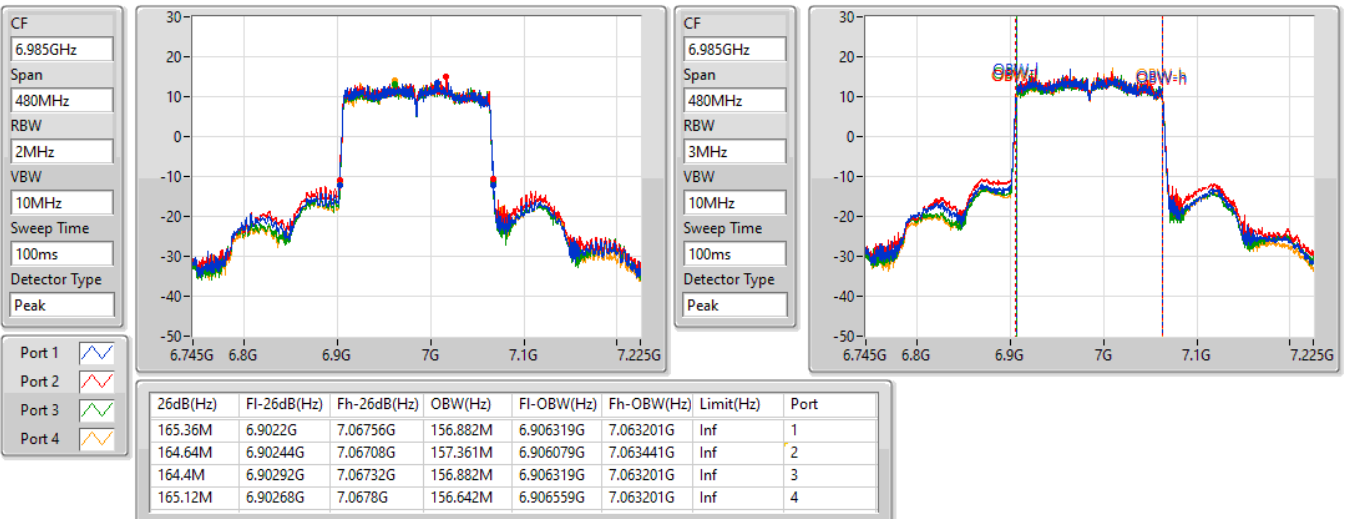 CF
6.985GHz
Span
480MHz
RBW
2MHz
VBW
10MHz
Sweep Time
100ms
Detector Type
Peak
30
20
10
0
-10
-20
-30
-40
-50
6.745G 6.8G 6.9G 7G 7.1G 7.225G
CF
6.985GHz
Span
480MHz
RBW
3MHz
VBW
10MHz
Sweep Time
100ms
Detector Type
Peak
30
20
10
0
-10
-20
-30
-40
-50
OBW-l OBW-h
6.745G 6.8G 6.9G 7G 7.1G 7.225G
Port 1
Port 2
Port 3
Port 4
26dB(Hz) Fl-26dB(Hz) Fh-26dB(Hz) OBW(Hz) Fl-OBW(Hz) Fh-OBW(Hz) Limit(Hz) Port
165.36M 6.9022G 7.06756G 156.882M 6.906319G 7.063201G Inf 1
164.64M 6.90244G 7.06708G 157.361M 6.906079G 7.063441G Inf 2
164.4M 6.90292G 7.06732G 156.882M 6.906319G 7.063201G Inf 3
165.12M 6.90268G 7.0678G 156.642M 6.906559G 7.063201G Inf 4